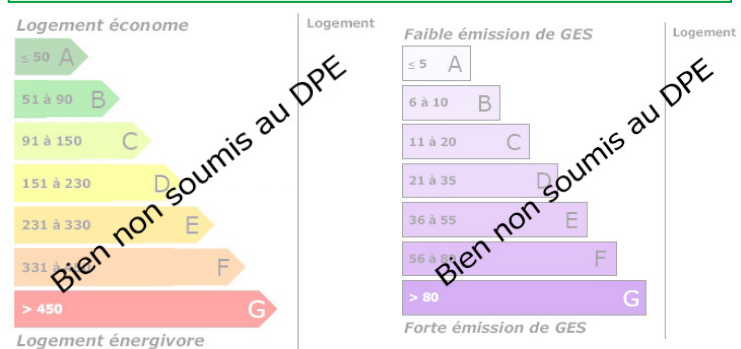 Logement économe
Logement
≤ 50 A
51 à 90 B
91 à 150 C
151 à 230 D
231 à 330 E
331 à F
> 450 G
Logement énergivore
Bien non soumis au DPE
Faible émission de GES
Logement
≤ 5 A
6 à 10 B
11 à 20 C
21 à 35 D
36 à 55 E
56 à 80 F
> 80 G
Forte émission de GES
Bien non soumis au DPE